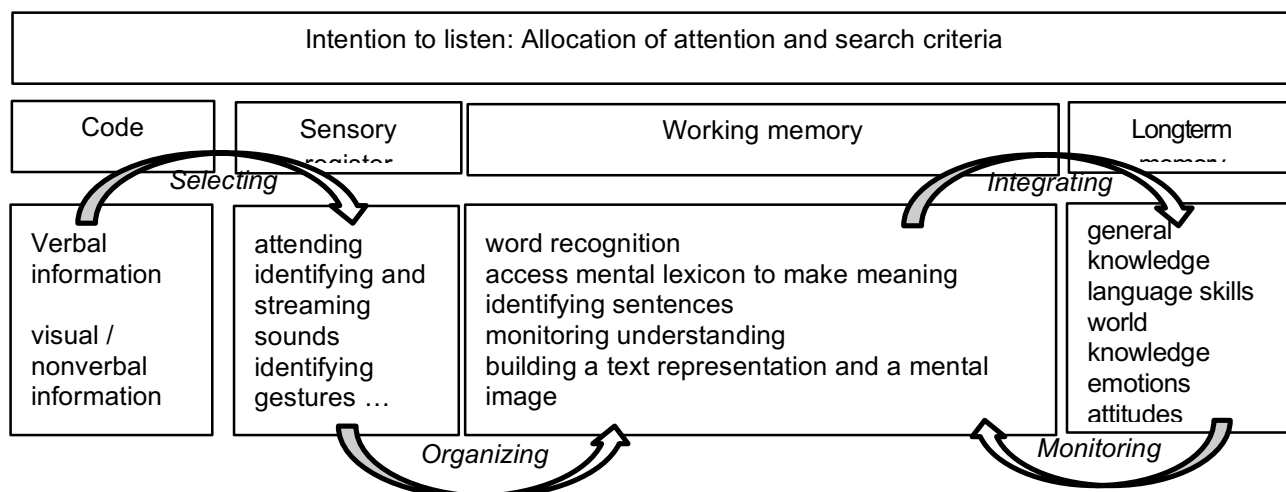 Intention to listen: Allocation of attention and search criteria
Code
Sensory
register
Working memory
Longterm
memory
Selecting
Integrating
Verbal
information
visual /
nonverbal
information
attending
identifying and
streaming
sounds
identifying
gestures …
word recognition
access mental lexicon to make meaning
identifying sentences
monitoring understanding
building a text representation and a mental
image
general
knowledge
language skills
world
knowledge
emotions
attitudes
Organizing
Monitoring